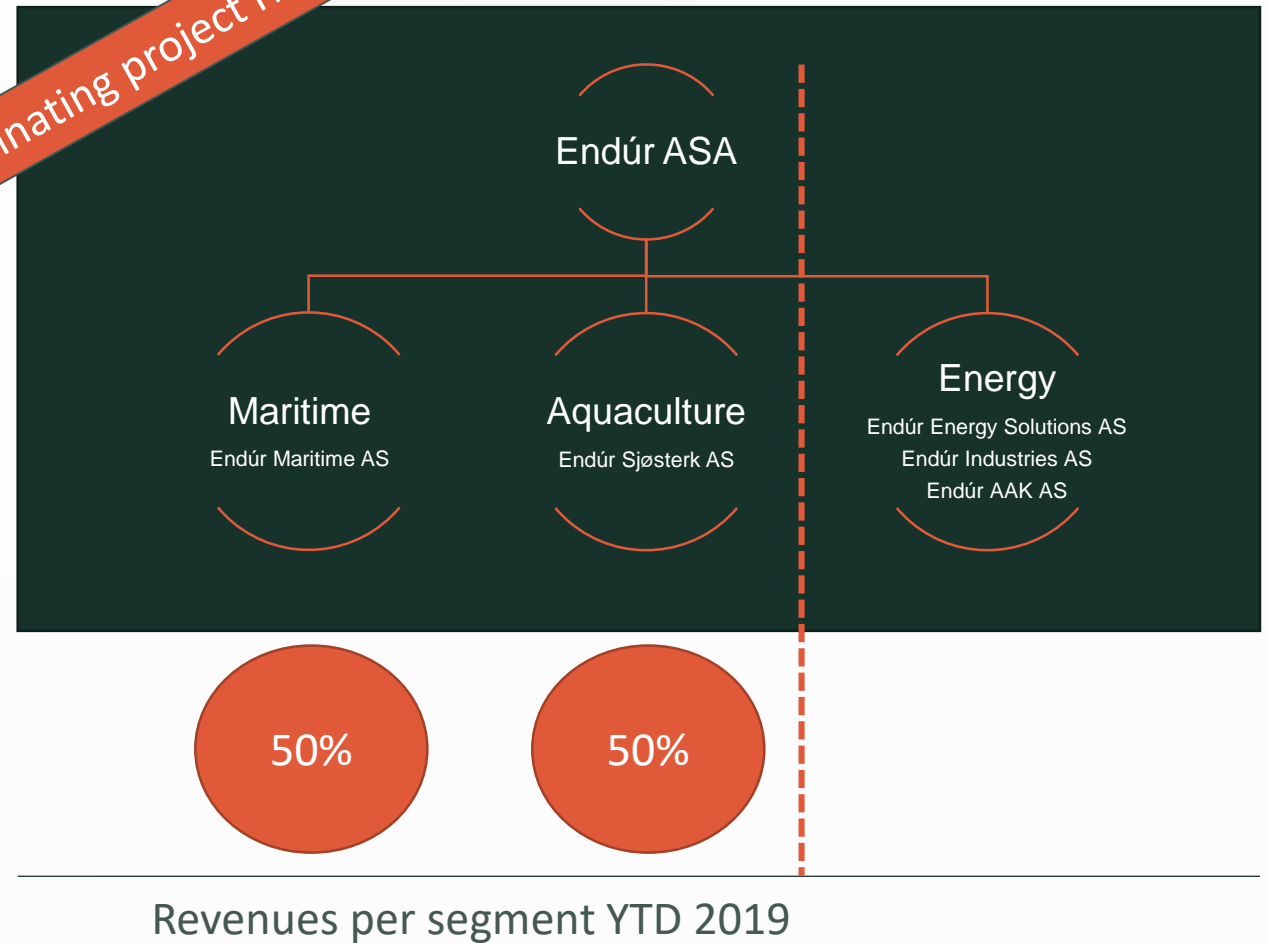 project
Endúr ASA
Maritime
Endúr Maritime AS
Aquaculture
Endúr Sjøsterk AS
Energy
Endúr Energy Solutions AS
Endúr Industries AS
Endúr AAK AS
50%
50%
Revenues per segment YTD 2019